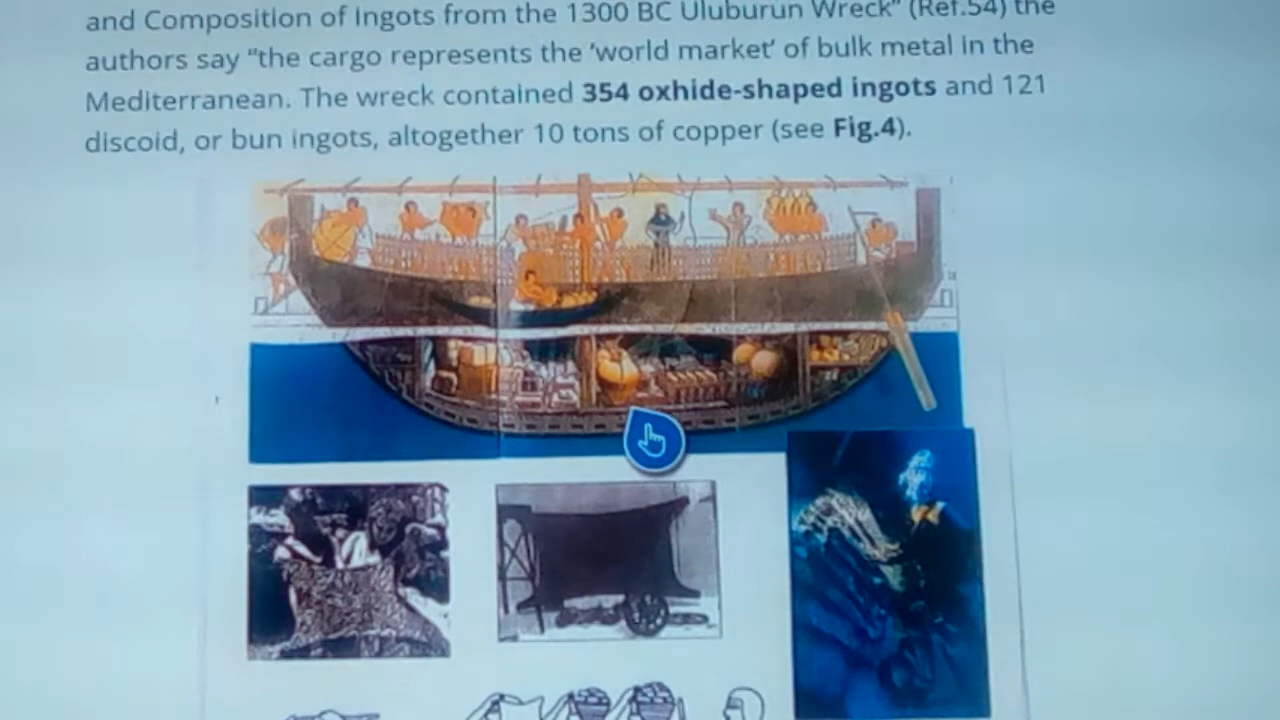 and Composition of Ingots from the 1300 BC Uluburun Wreck" (Ref.54) the
authors say "the cargo represents the 'world market' of bulk metal in the
Mediterranean. The wreck contained 354 oxhide-shaped ingots and 121
discoid, or bun ingots, altogether 10 tons of copper (see Fig.4).